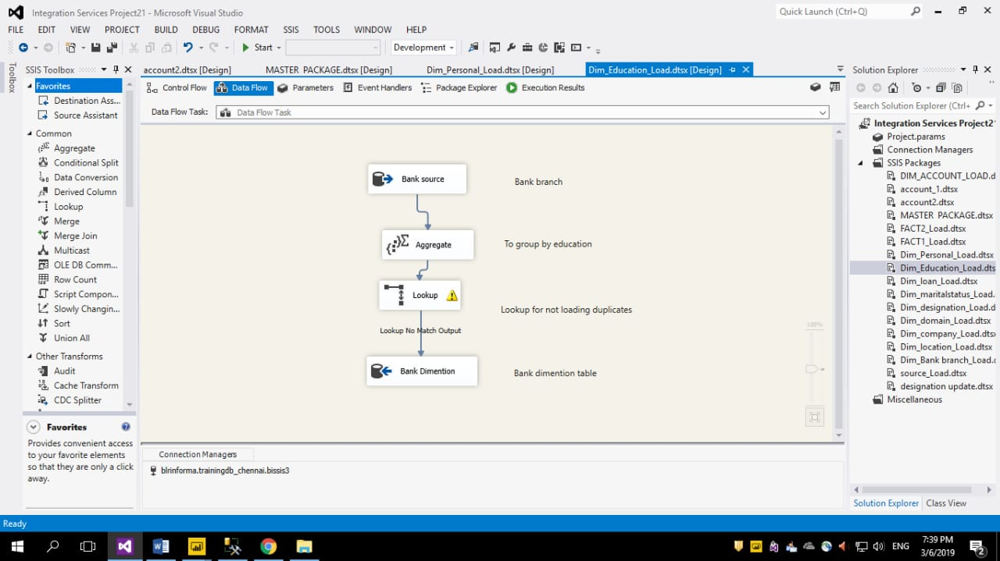 Integration Services Project21 - Microsoft Visual Studio
Quick Launch (Ctrl+Q)
FILE EDIT VIEW PROJECT BUILD DEBUG FORMAT SSIS TOOLS WINDOW HELP
Start
Development
Toolbox
SSIS Toolbox
Favorites
Destination Ass...
Source Assistant
Common
Aggregate
Conditional Split
Data Conversion
Derived Column
Lookup
Merge
Merge Join
Multicast
OLE DB Comm...
Row Count
Script Compon...
Slowly Changin...
Sort
Union All
Other Transforms
Audit
Cache Transform
CDC Splitter
Favorites
Provides convenient access
to your favorite elements
so that they are only a click
away.
account2.dtsx [Design] MASTER PACKAGE.dtsx [Design] Dim_Personal_Load.dtsx [Design] Dim_Education_Load.dtsx [Design]
Control Flow Data Flow Parameters Event Handlers Package Explorer Execution Results
Data Flow Task: Data Flow Task
Bank source
Bank branch
Aggregate
To group by education
Lookup
Lookup for not loading duplicates
Lookup No Match Output
Bank Dimention
Bank dimention table
100%
Connection Managers
blrinforma.trainingdb_chennai.bissis3
Solution Explorer
Search Solution Explorer (Ctrl+
Integration Services Project2
Project.params
Connection Managers
SSIS Packages
DIM_ACCOUNT_LOAD.d
account_1.dtsx
account2.dtsx
MASTER PACKAGE.dtsx
FACT2_Load.dtsx
FACT1_Load.dtsx
Dim_Personal_Load.dtsx
Dim_Education_Load.dts
Dim_loan_Load.dtsx
Dim_maritalstatus_Load.
Dim_designation_Load.d
Dim_domain_Load.dtsx
Dim_company_Load.dtsx
Dim_location_Load.dtsx
Dim_Bank branch_Load.d
source_Load.dtsx
designation update.dtsx
Miscellaneous
Solution Explorer Class View
Ready
ENG
7:39 PM
3/6/2019
2